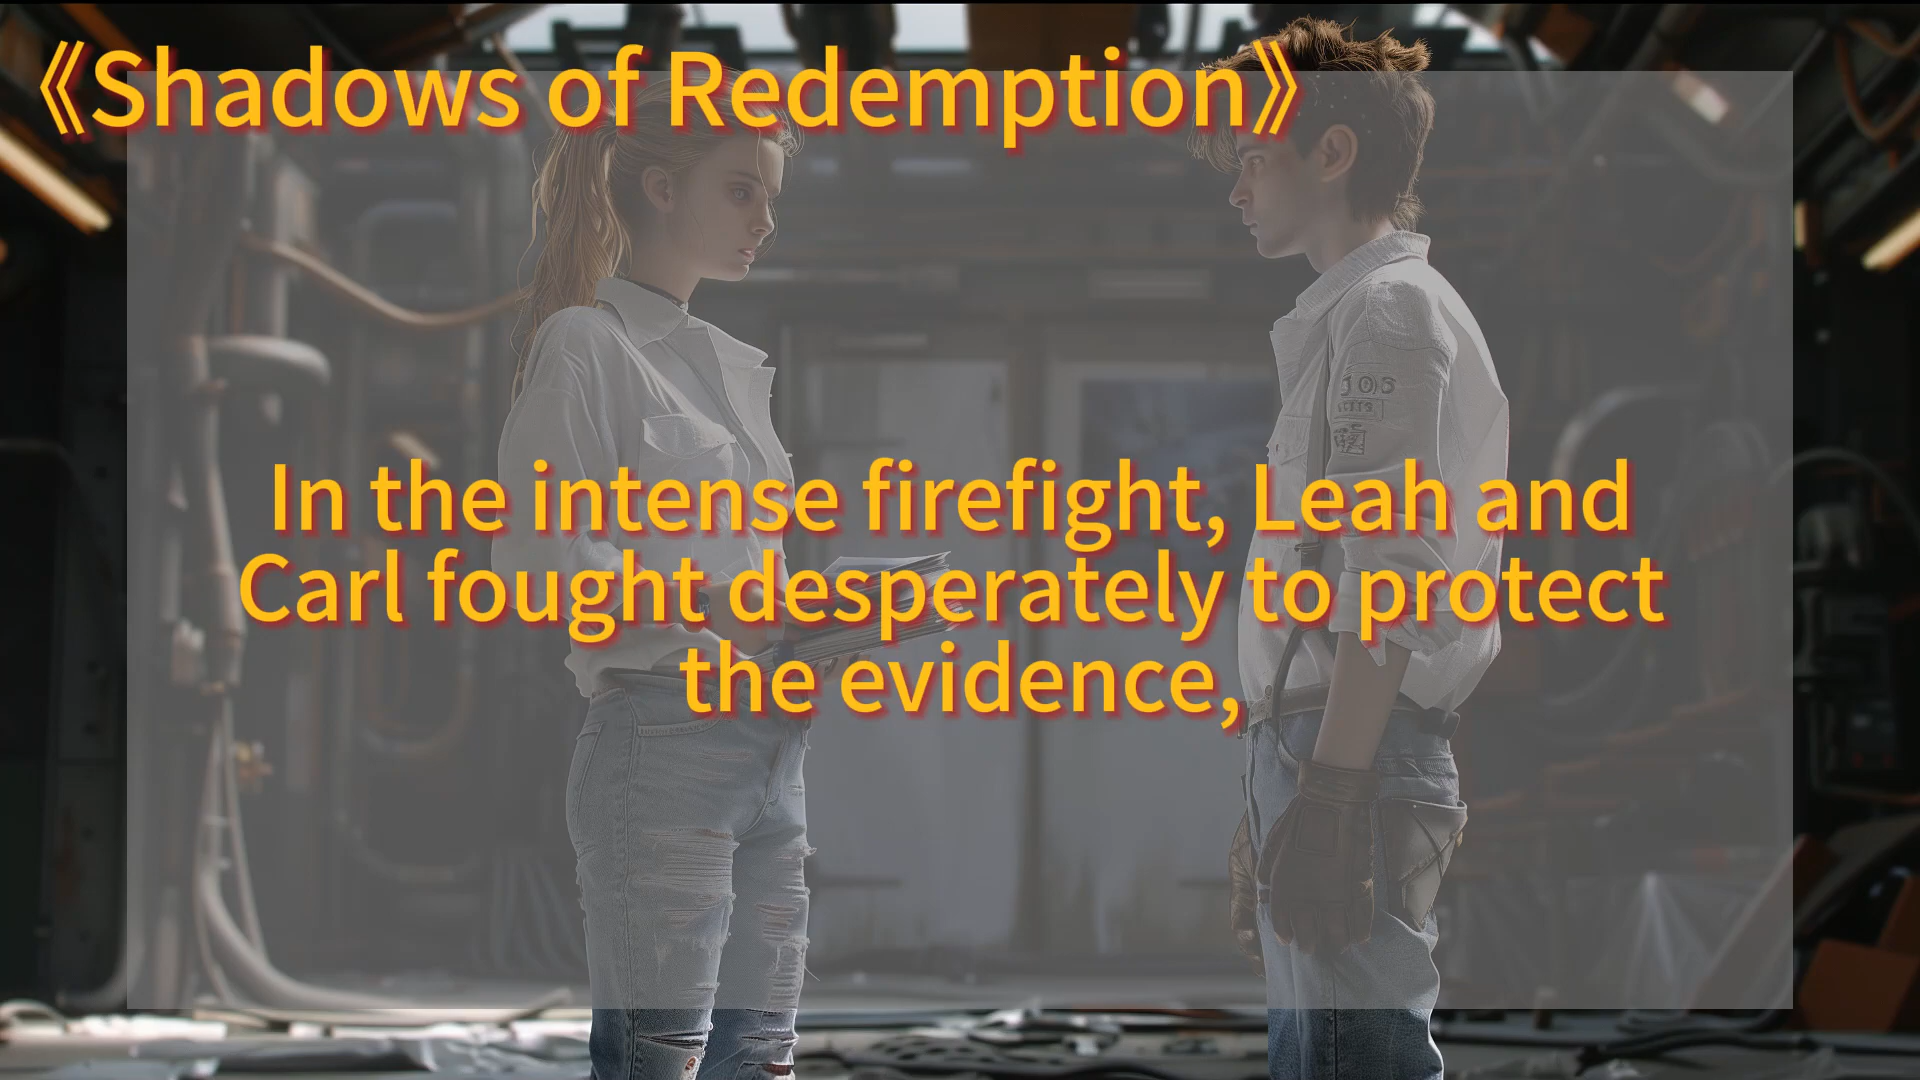 《Shadows of Redemption》
In the intense firefight, Leah and
Carl fought desperately to protect
the evidence,